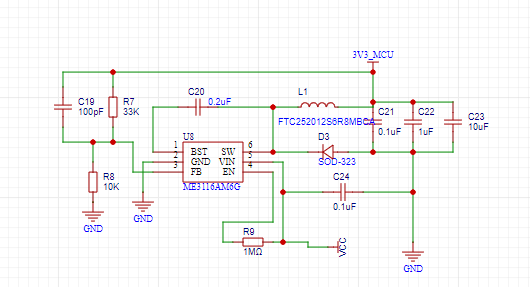 3V3_MCU
C19
100pF
R7
33K
C20
0.2uF
L1
FTC252012S6R8MBCA
C21
0.1uF
C22
1uF
C23
10uF
U8
1 BST SW 6
2 GND VIN 5
3 FB EN 4
ME3116AM6G
D3
SOD-323
R8
10K
GND
GND
C24
0.1uF
R9
1MΩ
VCC
GND